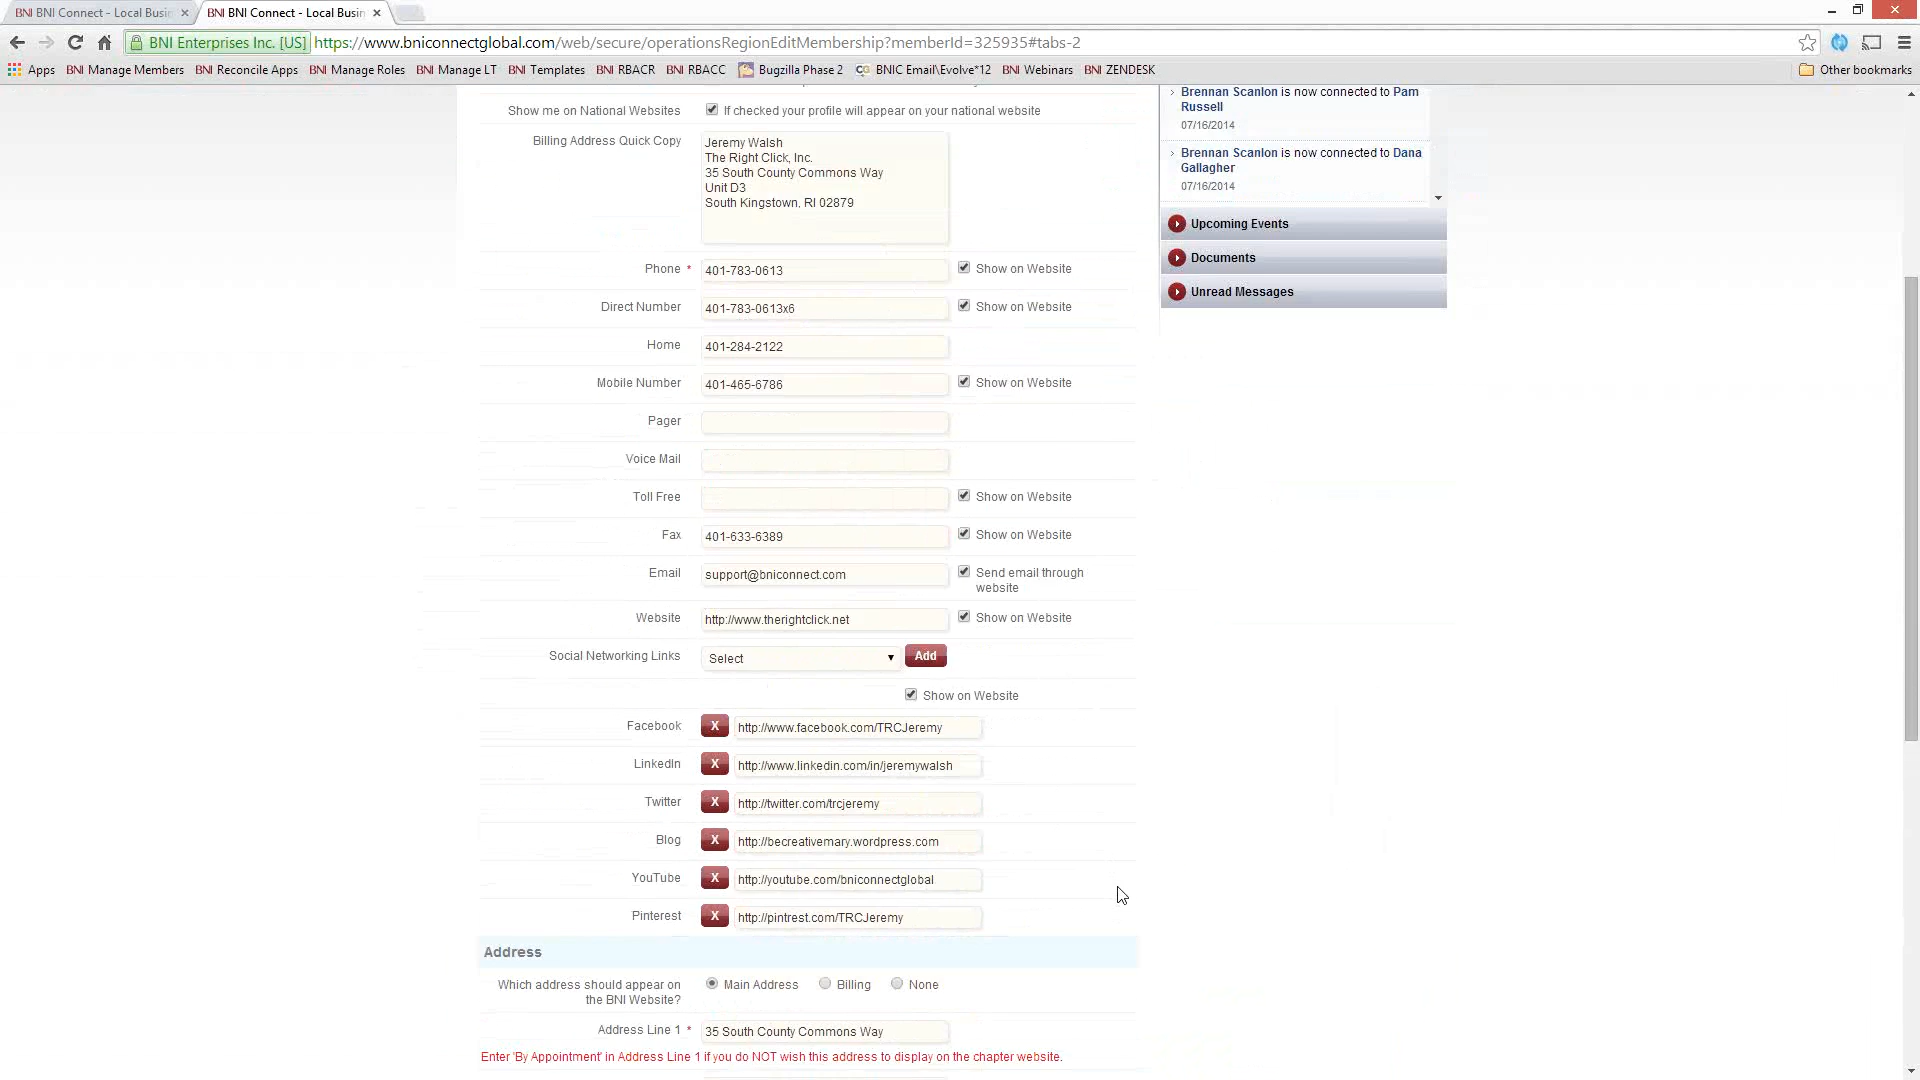 BNI BNI Connect - Local Busin
BNI BNI Connect - Local Busin
BNI Enterprises Inc. [US]
https://www.bniconnectglobal.com/web/secure/operationsRegionEditMembership?memberId=325935#tabs-2
Apps BNI Manage Members BNI Reconcile Apps BNI Manage Roles BNI Manage LT BNI Templates BNI RBACR BNI RBACC Bugzilla Phase 2 BNIC Email\Evolve*12 BNI Webinars BNI ZENDESK Other bookmarks
Show me on National Websites If checked your profile will appear on your national website
Billing Address Quick Copy
Jeremy Walsh
The Right Click, Inc.
35 South County Commons Way
Unit D3
South Kingstown, RI 02879
Phone * 401-783-0613 Show on Website
Direct Number 401-783-0613x6 Show on Website
Home 401-284-2122
Mobile Number 401-465-6786 Show on Website
Pager
Voice Mail
Toll Free Show on Website
Fax 401-633-6389 Show on Website
Email support@bniconnect.com Send email through
website
Website http://www.therightclick.net Show on Website
Social Networking Links Select Add
Show on Website
Facebook X http://www.facebook.com/TRCJeremy
LinkedIn X http://www.linkedin.com/in/jeremywalsh
Twitter X http://twitter.com/trcjeremy
Blog X http://becreativemary.wordpress.com
YouTube X http://youtube.com/bniconnectglobal
Pinterest X http://pintrest.com/TRCJeremy
Address
Which address should appear on
the BNI Website?
Main Address Billing None
Address Line 1 * 35 South County Commons Way
Enter 'By Appointment' in Address Line 1 if you do NOT wish this address to display on the chapter website.
Brennan Scanlon is now connected to Pam
Russell
07/16/2014
Brennan Scanlon is now connected to Dana
Gallagher
07/16/2014
Upcoming Events
Documents
Unread Messages